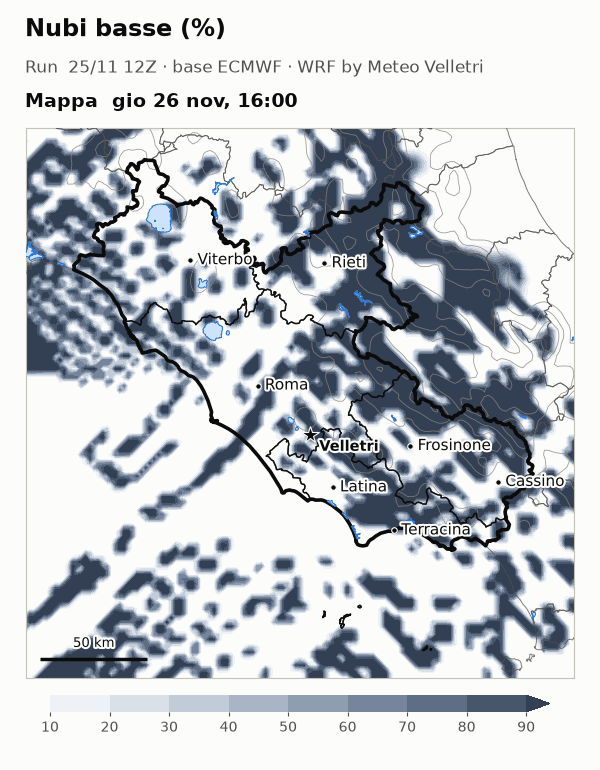 Nubi basse (%)
Run 25/11 12Z · base ECMWF · WRF by Meteo Velletri
Mappa gio 26 nov, 16:00
Viterbo
Rieti
Roma
Velletri
Frosinone
Cassino
Latina
Terracina
50 km
10 20 30 40 50 60 70 80 90